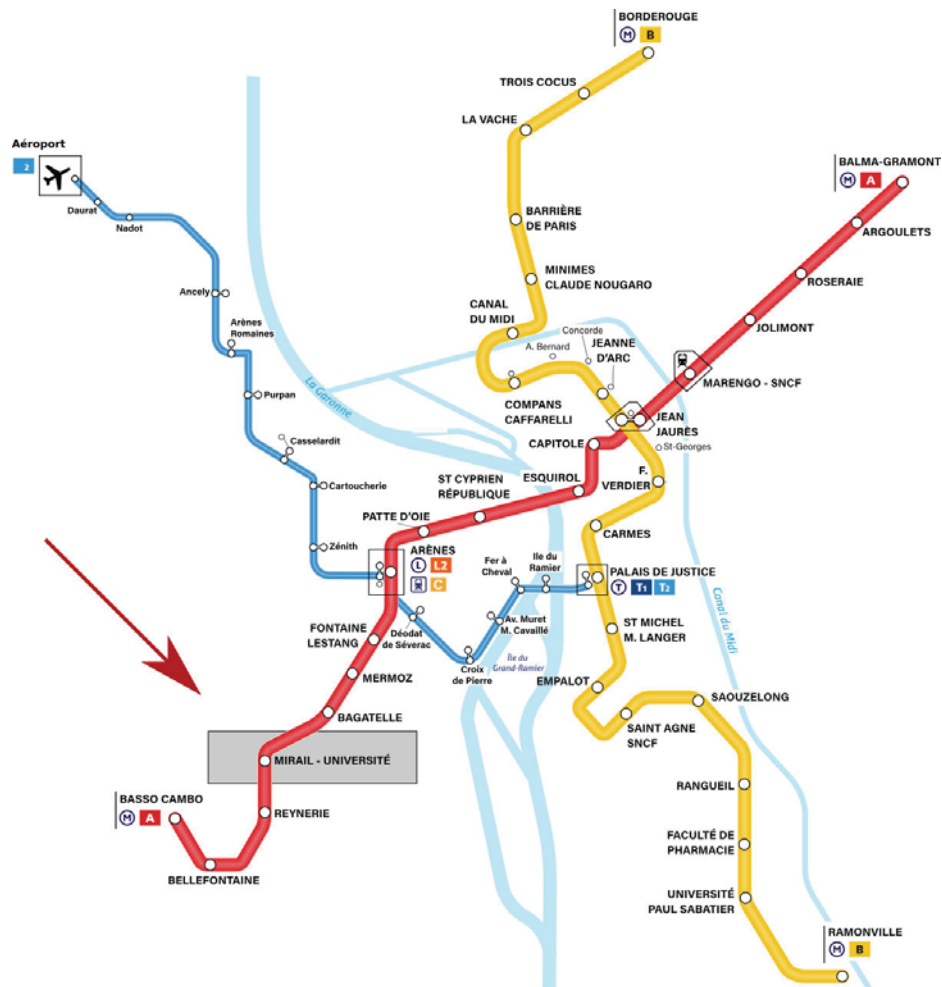 BORDEROUGE
M B
TROIS COCUS
LA VACHE
Aéroport
2
Daurat
Nadot
BALMA-GRAMONT
M A
ARGOULETS
BARRIÈRE
DE PARIS
ROSERAIE
MINIMES
CLAUDE NOUGARO
Ancely
CANAL
DU MIDI
Concorde
JOLIMONT
Arènes
Romaines
La Garonne
A. Bernard
JEANNE
D'ARC
MARENGO - SNCF
Purpan
COMPANS
CAFFARELLI
JEAN
JAURÈS
Casselardit
CAPITOLE
St-Georges
ST CYPRIEN
RÉPUBLIQUE
ESQUIROL
F.
VERDIER
Cartoucherie
PATTE D'OIE
CARMES
Zénith
ARÈNES
L L2
C
Fer à
Cheval
Ile du
Ramier
PALAIS DE JUSTICE
T T1 T2
Canal du Midi
FONTAINE
LESTANG
Déodat
de Séverac
Av. Muret
M. Cavaillé
ST MICHEL
M. LANGER
Île du
Grand-Ramier
MERMOZ
Croix
de Pierre
EMPALOT
SAOUZELONG
BAGATELLE
SAINT AGNE
SNCF
MIRAIL - UNIVERSITÉ
BASSO CAMBO
M A
REYNERIE
RANGUEIL
BELLEFONTAINE
FACULTÉ DE
PHARMACIE
UNIVERSITÉ
PAUL SABATIER
RAMONVILLE
M B